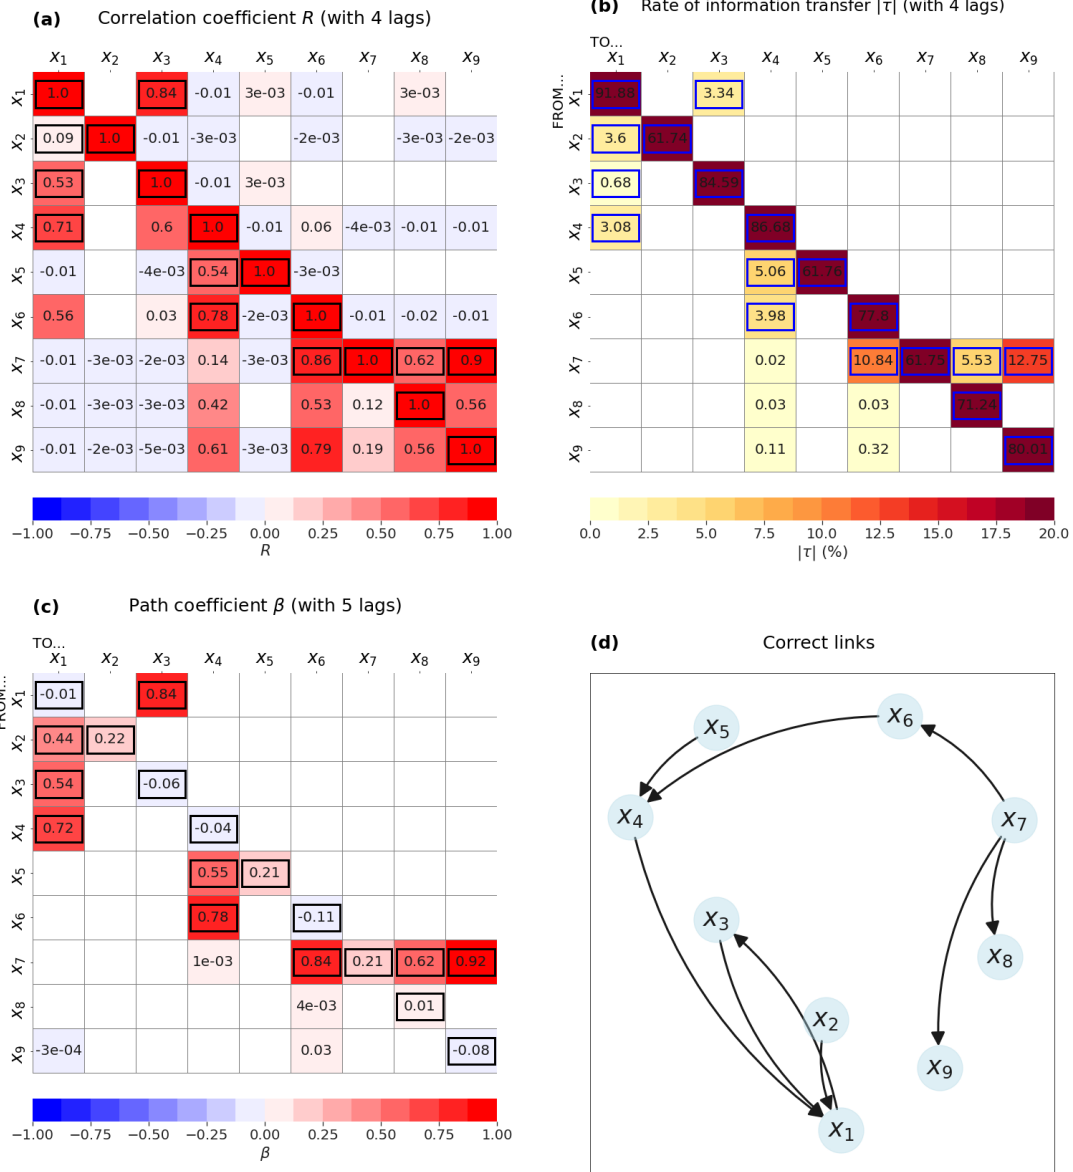 (a) Correlation coefficient R (with 4 lags)
x1 x2 x3 x4 x5 x6 x7 x8 x9
x1 1.0 0.84 -0.01 3e-03 -0.01 3e-03
x2 0.09 1.0 -0.01 -3e-03 -2e-03 -3e-03 -2e-03
x3 0.53 1.0 -0.01 3e-03
x4 0.71 0.6 1.0 -0.01 0.06 -4e-03 -0.01 -0.01
x5 -0.01 -4e-03 0.54 1.0 -3e-03
x6 0.56 0.03 0.78 -2e-03 1.0 -0.01 -0.02 -0.01
x7 -0.01 -3e-03 -2e-03 0.14 -3e-03 0.86 1.0 0.62 0.9
x8 -0.01 -3e-03 -3e-03 0.42 0.53 0.12 1.0 0.56
x9 -0.01 -2e-03 -5e-03 0.61 -3e-03 0.79 0.19 0.56 1.0
−1.00 −0.75 −0.50 −0.25 0.00 0.25 0.50 0.75 1.00
R
(b) Rate of information transfer |τ| (with 4 lags)
TO...
x1 x2 x3 x4 x5 x6 x7 x8 x9
FROM...
x1 91.88 3.34
x2 3.6 61.74
x3 0.68 84.59
x4 3.08 86.68
x5 5.06 61.76
x6 3.98 77.8
x7 0.02 10.84 61.75 5.53 12.75
x8 0.03 0.03 71.24
x9 0.11 0.32 80.01
0.0 2.5 5.0 7.5 10.0 12.5 15.0 17.5 20.0
|τ| (%)
(c) Path coefficient β (with 5 lags)
TO...
x1 x2 x3 x4 x5 x6 x7 x8 x9
FROM...
x1 -0.01 0.84
x2 0.44 0.22
x3 0.54 -0.06
x4 0.72 -0.04
x5 0.55 0.21
x6 0.78 -0.11
x7 1e-03 0.84 0.21 0.62 0.92
x8 4e-03 0.01
x9 -3e-04 0.03 -0.08
−1.00 −0.75 −0.50 −0.25 0.00 0.25 0.50 0.75 1.00
β
(d) Correct links
x5
x6
x4
x7
x3
x8
x2
x9
x1